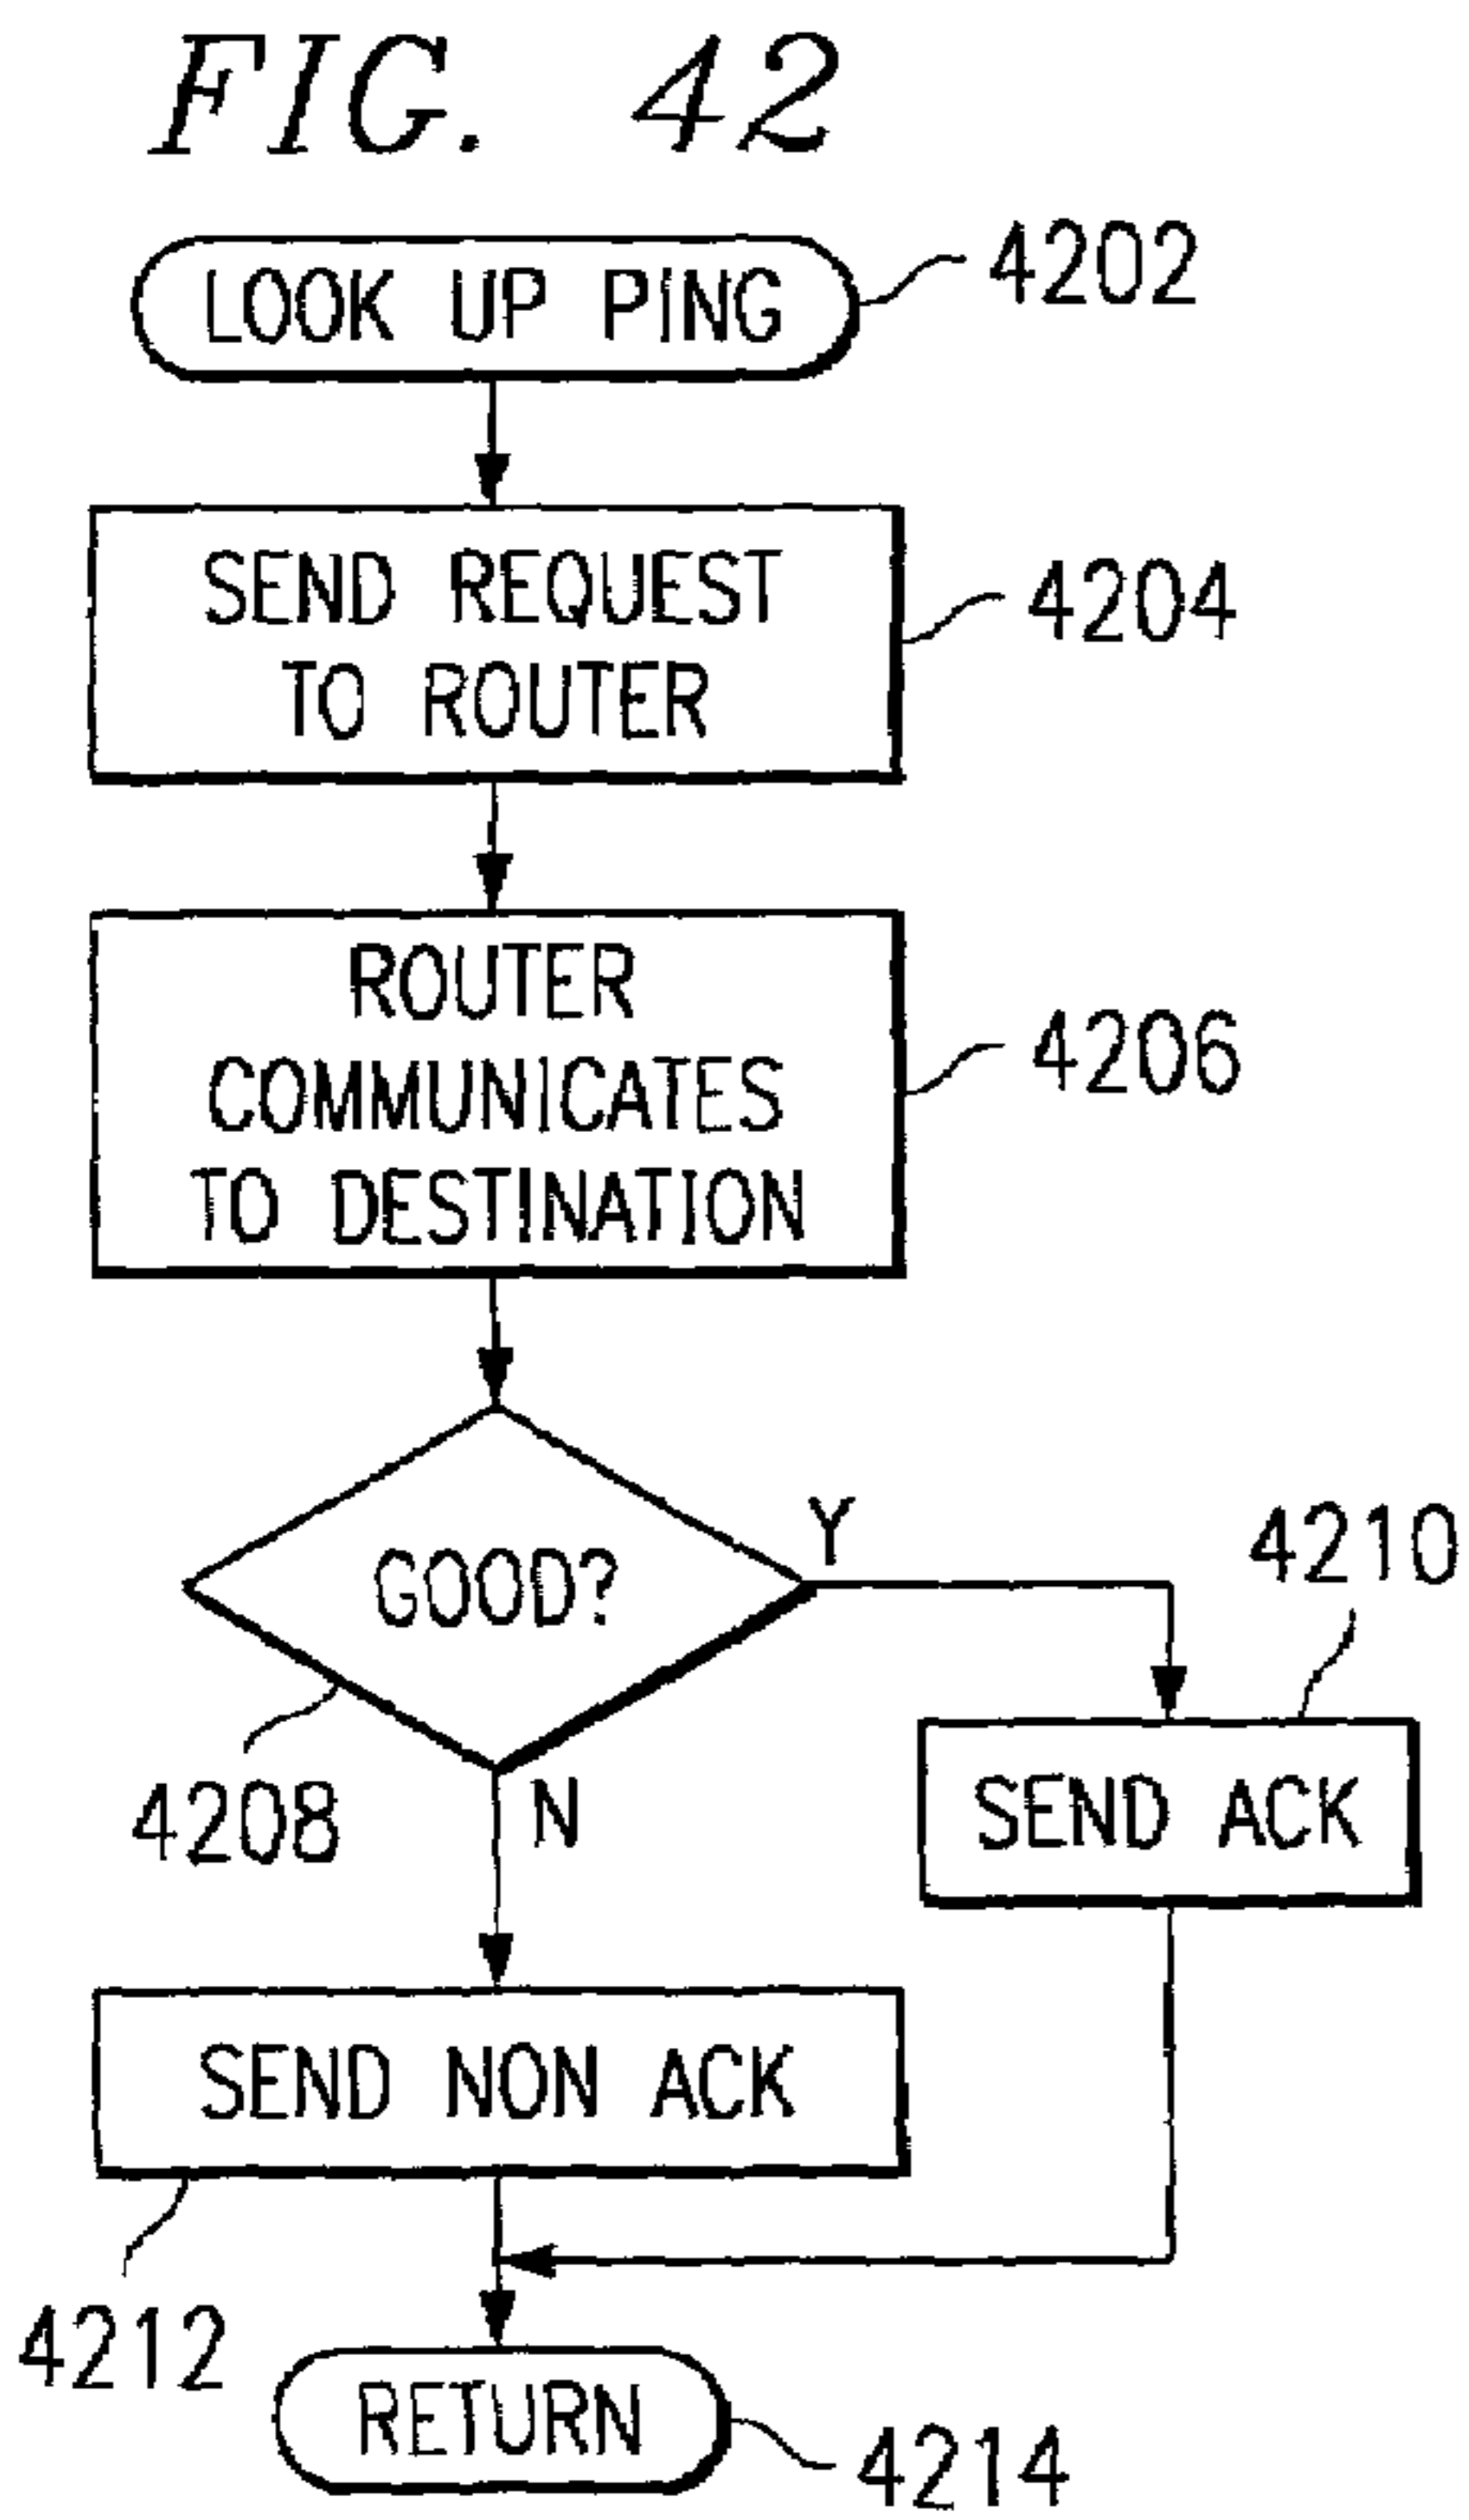 FIG. 42
LOOK UP PING
4202
SEND REQUEST
TO ROUTER
4204
ROUTER
COMMUNICATES
TO DESTINATION
4206
GOOD?
Y
4210
4208
N
SEND ACK
SEND NON ACK
4212
RETURN
4214